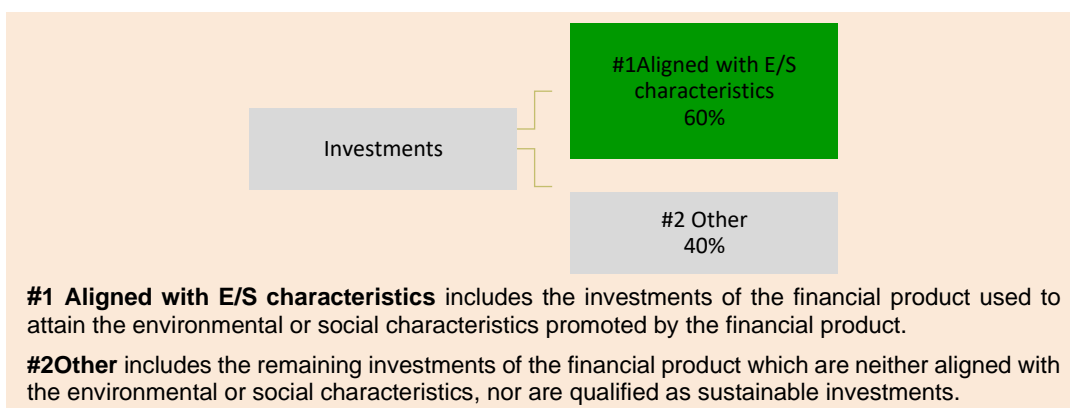 #1Aligned with E/S
characteristics
60%
Investments
#2 Other
40%
#1 Aligned with E/S characteristics includes the investments of the financial product used to
attain the environmental or social characteristics promoted by the financial product.
#2Other includes the remaining investments of the financial product which are neither aligned with
the environmental or social characteristics, nor are qualified as sustainable investments.